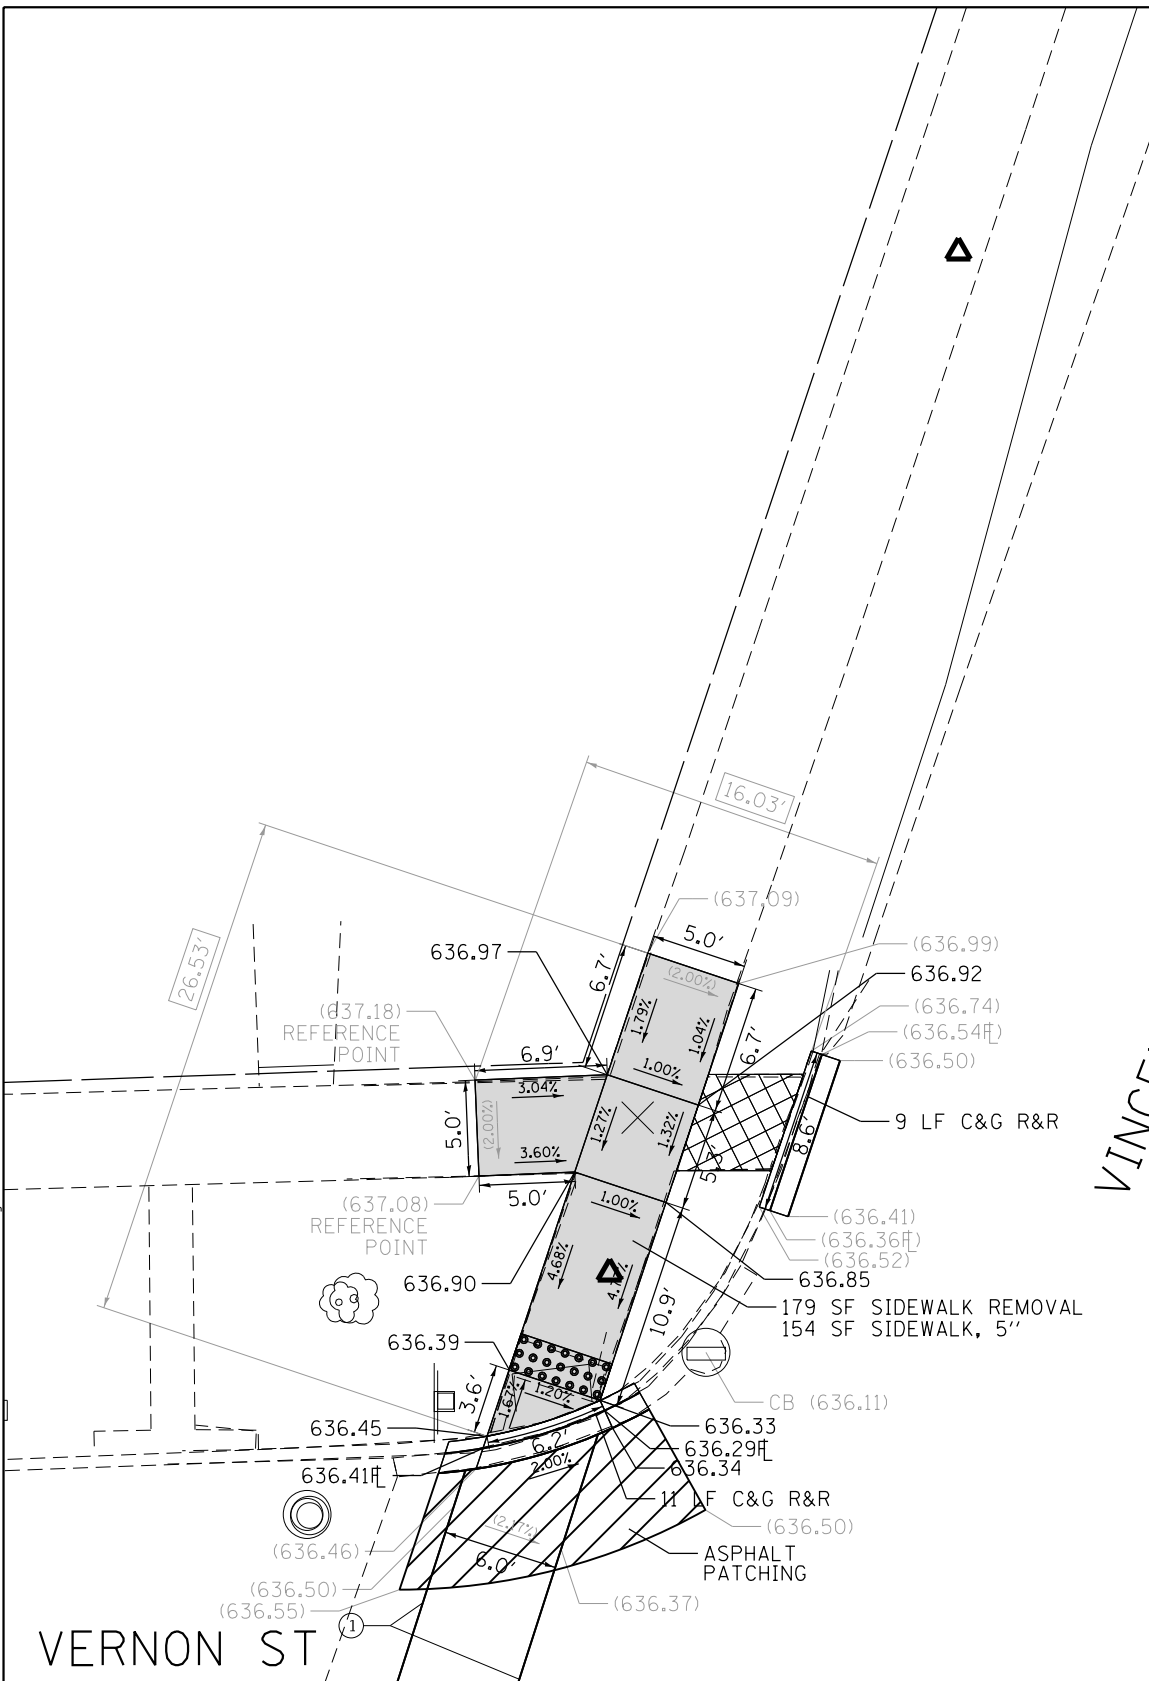 16.03'
(637.09)
5.0'
(636.99)
636.97
636.92
26.53'
6.7'
(2.00%)
(636.74)
(637.18)
REFERENCE
POINT
1.79%
1.04%
6.7'
(636.54FL)
(636.50)
6.9'
1.00%
3.04%
9 LF C&G R&R
5.0'
(2.00%)
1.27%
1.32%
8.6'
3.60%
VINCE
5.0'
1.00%
(637.08)
REFERENCE
POINT
(636.41)
(636.36FL)
(636.52)
4.68%
636.90
636.85
179 SF SIDEWALK REMOVAL
154 SF SIDEWALK, 5''
10.9'
636.39
CB (636.11)
3.6'
1.67%
1.20%
636.45
636.33
6.2'
636.29FL
636.34
636.41FL
2.00%
11 LF C&G R&R
(636.50)
(2.17%)
(636.46)
6.0'
ASPHALT
PATCHING
(636.50)
(636.55)
(636.37)
1
VERNON ST